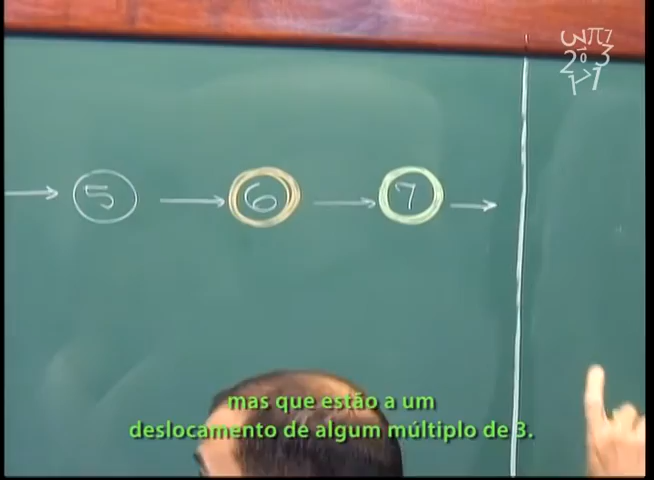 5 6 7
mas que estão a um
deslocamento de algum múltiplo de 3.